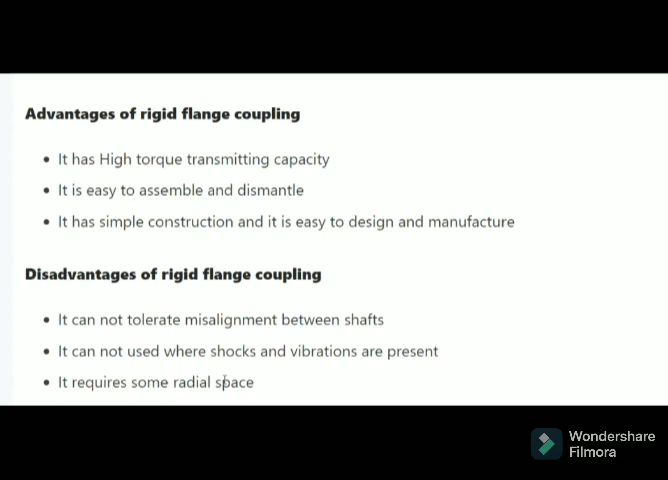 Advantages of rigid flange coupling
• It has High torque transmitting capacity
• It is easy to assemble and dismantle
• It has simple construction and it is easy to design and manufacture
Disadvantages of rigid flange coupling
• It can not tolerate misalignment between shafts
• It can not used where shocks and vibrations are present
• It requires some radial space
Wondershare
Filmora